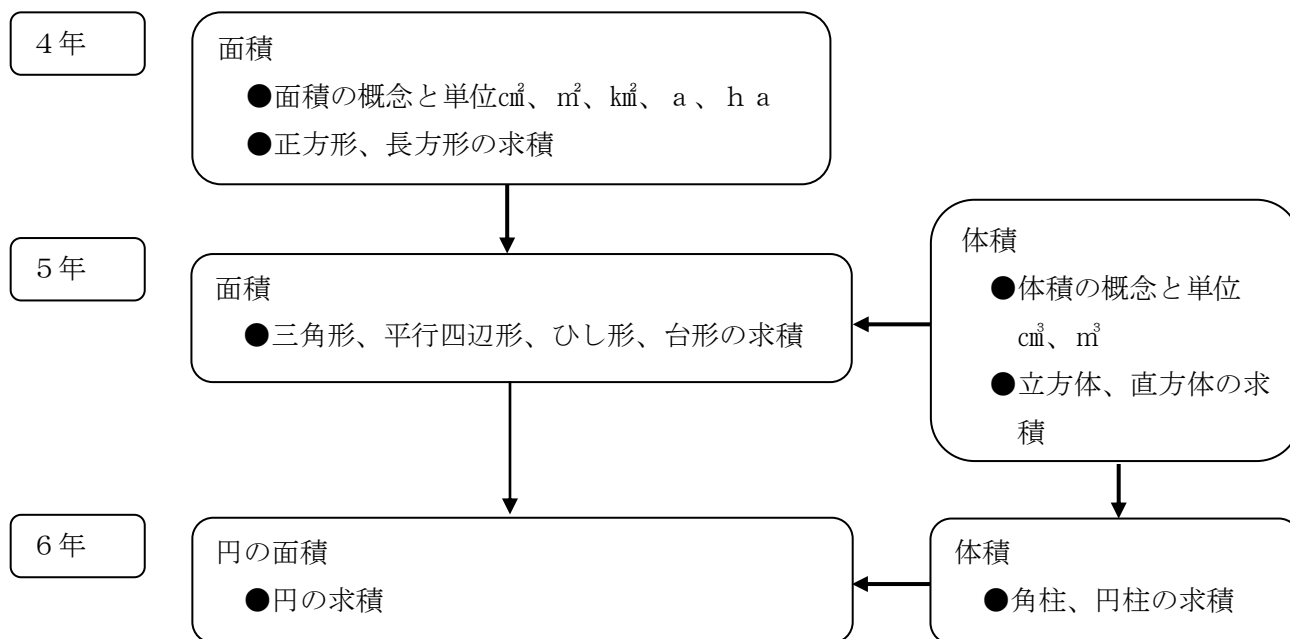 ４年
面積
●面積の概念と単位㎠、㎡、㎢、ａ、ｈａ
●正方形、長方形の求積
５年
面積
●三角形、平行四辺形、ひし形、台形の求積
体積
●体積の概念と単位
㎤、㎥
●立方体、直方体の求
積
６年
円の面積
●円の求積
体積
●角柱、円柱の求積